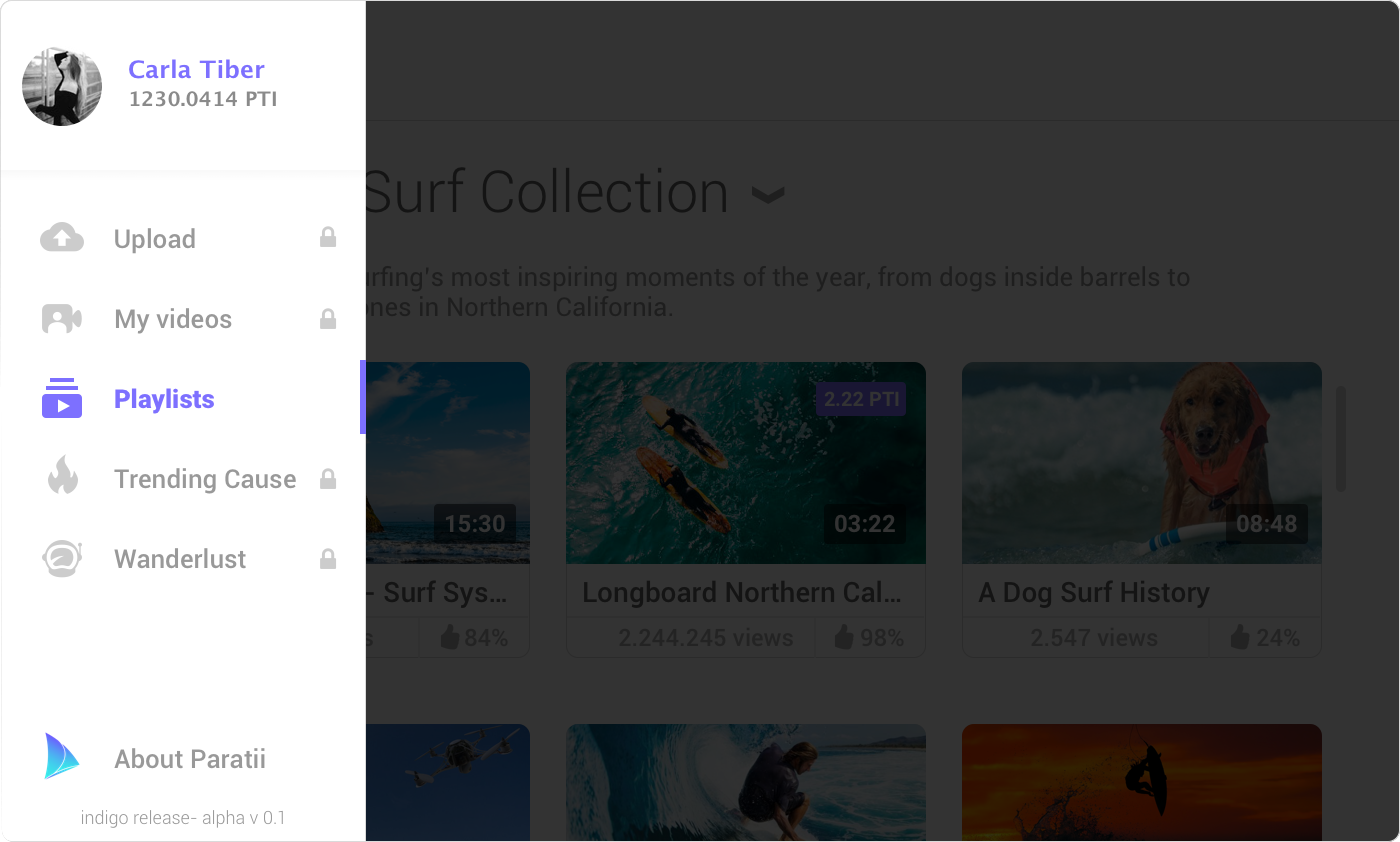 Carla Tiber
1230.0414 PTI
Upload
My videos
Playlists
Trending Cause
Wanderlust
About Paratii
indigo release- alpha v 0.1
Surf Collection
urfing's most inspiring moments of the year, from dogs inside barrels to
ones in Northern California.
15:30
- Surf Sys...
s
84%
2.22 PTI
03:22
Longboard Northern Cal...
2.244.245 views
98%
08:48
A Dog Surf History
2.547 views
24%